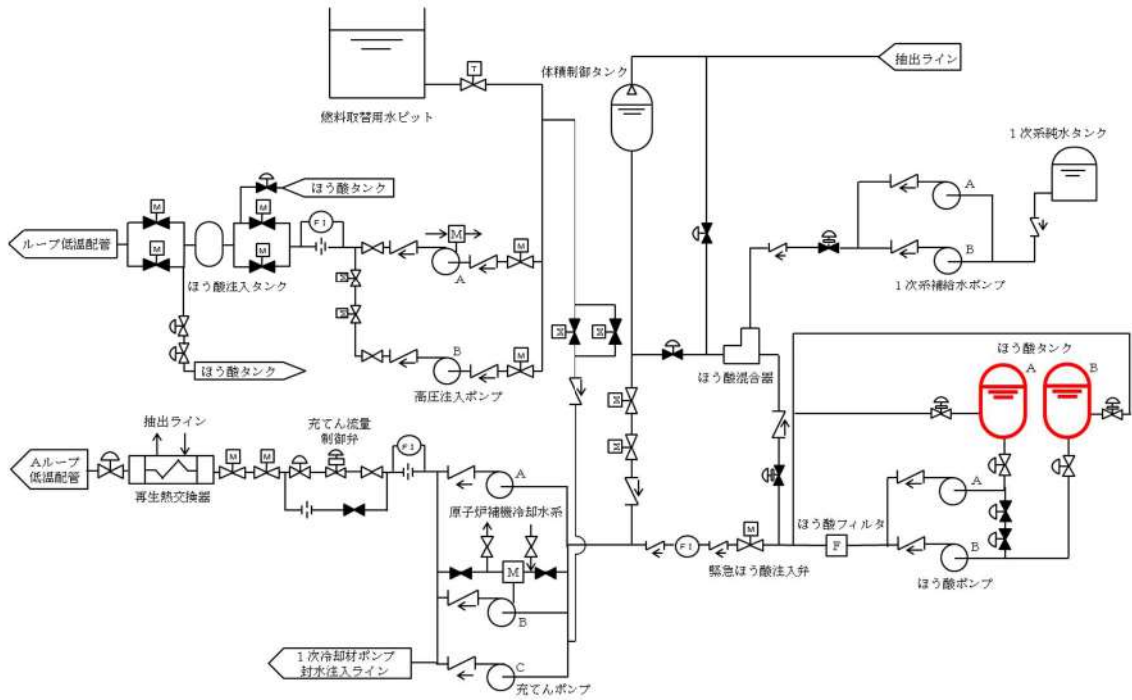 抽出ライン
体積制御タンク
T
燃料取替用水ピット
1次系純水タンク
A
ほう酸タンク
M
M
FI
M
ループ低温配管
M
M
M
A
B
ほう酸注入タンク
1次系補給水ポンプ
M
M
M
M
B
M
ほう酸タンク
高圧注入ポンプ
ほう酸混合器
ほう酸タンク
A
B
M
抽出ライン
充てん流量
制御弁
FI
M
M
M
Aループ
低温配管
再生熱交換器
A
原子炉補機冷却水系
A
ほう酸フィルタ
M
FI
F
B
緊急ほう酸注入弁
ほう酸ポンプ
M
B
1次冷却材ポンプ
封水注入ライン
C
充てんポンプ